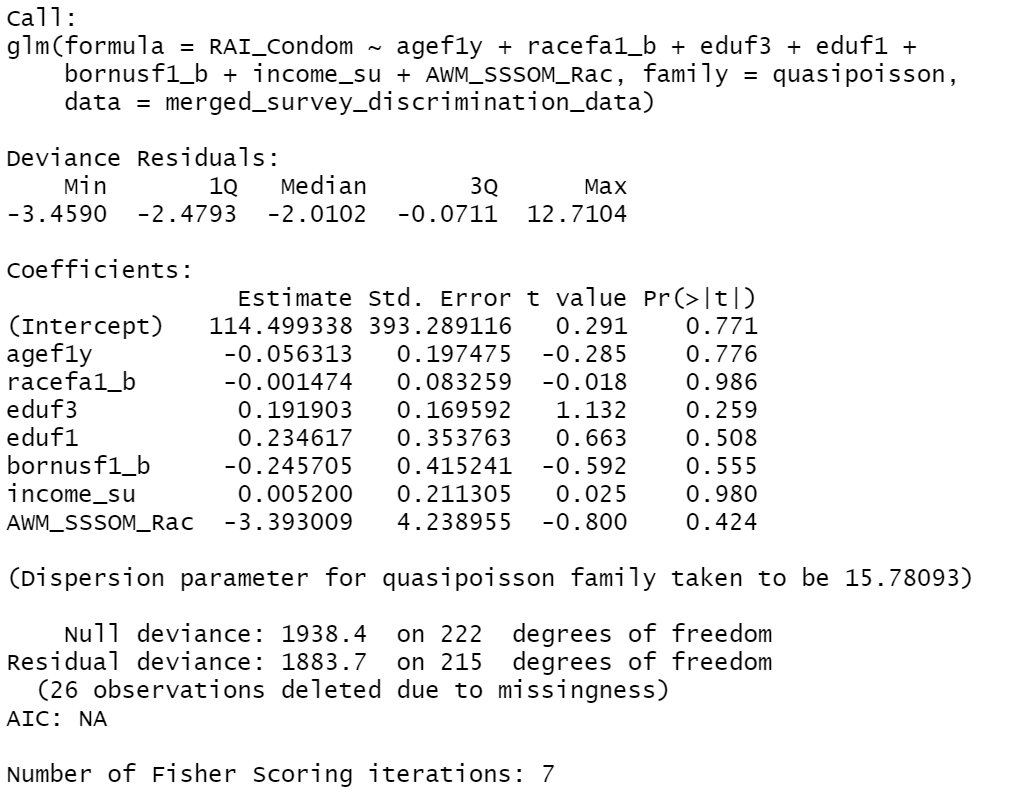 Call:
glm(formula = RAI_Condom ~ agef1y + racefa1_b + eduf3 + eduf1 +
    bornusf1_b + income_su + AWM_SSSOM_Rac, family = quasipoisson,
    data = merged_survey_discrimination_data)

Deviance Residuals:
    Min       1Q   Median       3Q      Max
-3.4590  -2.4793  -2.0102  -0.0711  12.7104

Coefficients:
                Estimate Std. Error t value Pr(>|t|)
(Intercept)   114.499338 393.289116   0.291    0.771
agef1y         -0.056313   0.197475  -0.285    0.776
racefa1_b      -0.001474   0.083259  -0.018    0.986
eduf3           0.191903   0.169592   1.132    0.259
eduf1           0.234617   0.353763   0.663    0.508
bornusf1_b     -0.245705   0.415241  -0.592    0.555
income_su       0.005200   0.211305   0.025    0.980
AWM_SSSOM_Rac  -3.393009   4.238955  -0.800    0.424

(Dispersion parameter for quasipoisson family taken to be 15.78093)

    Null deviance: 1938.4  on 222  degrees of freedom
Residual deviance: 1883.7  on 215  degrees of freedom
  (26 observations deleted due to missingness)
AIC: NA

Number of Fisher Scoring iterations: 7